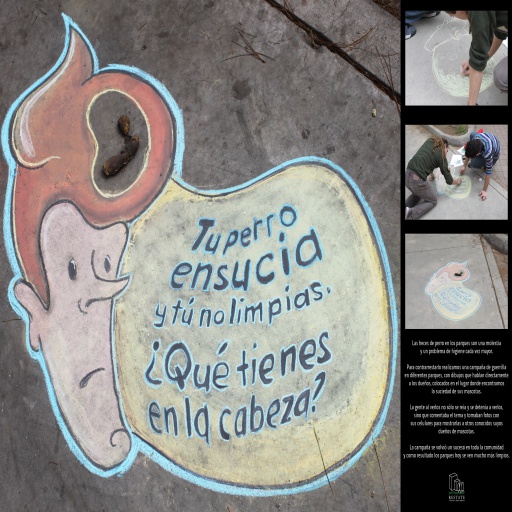 Tu perro
ensucia
y tú no limpias.
¿Qué tienes
en la cabeza?
Las heces de perro en los parques son una molestia
y un problema de higiene cada vez mayor.
Para contrarrestarlo realizamos una campaña de guerrilla
en diferentes parques, con dibujos que hablan directamente
a los dueños, colocados en el lugar donde encontramos
la suciedad de sus mascotas.
La gente al verlos no sólo se reía y se detenía a verlos,
sino que comentaba el tema y tomaban fotos con
sus celulares para mostrarlas a otros conocidos suyos
dueños de mascotas.
La campaña se volvió un suceso en toda la comunidad
y como resultado los parques hoy se ven mucho más limpios.